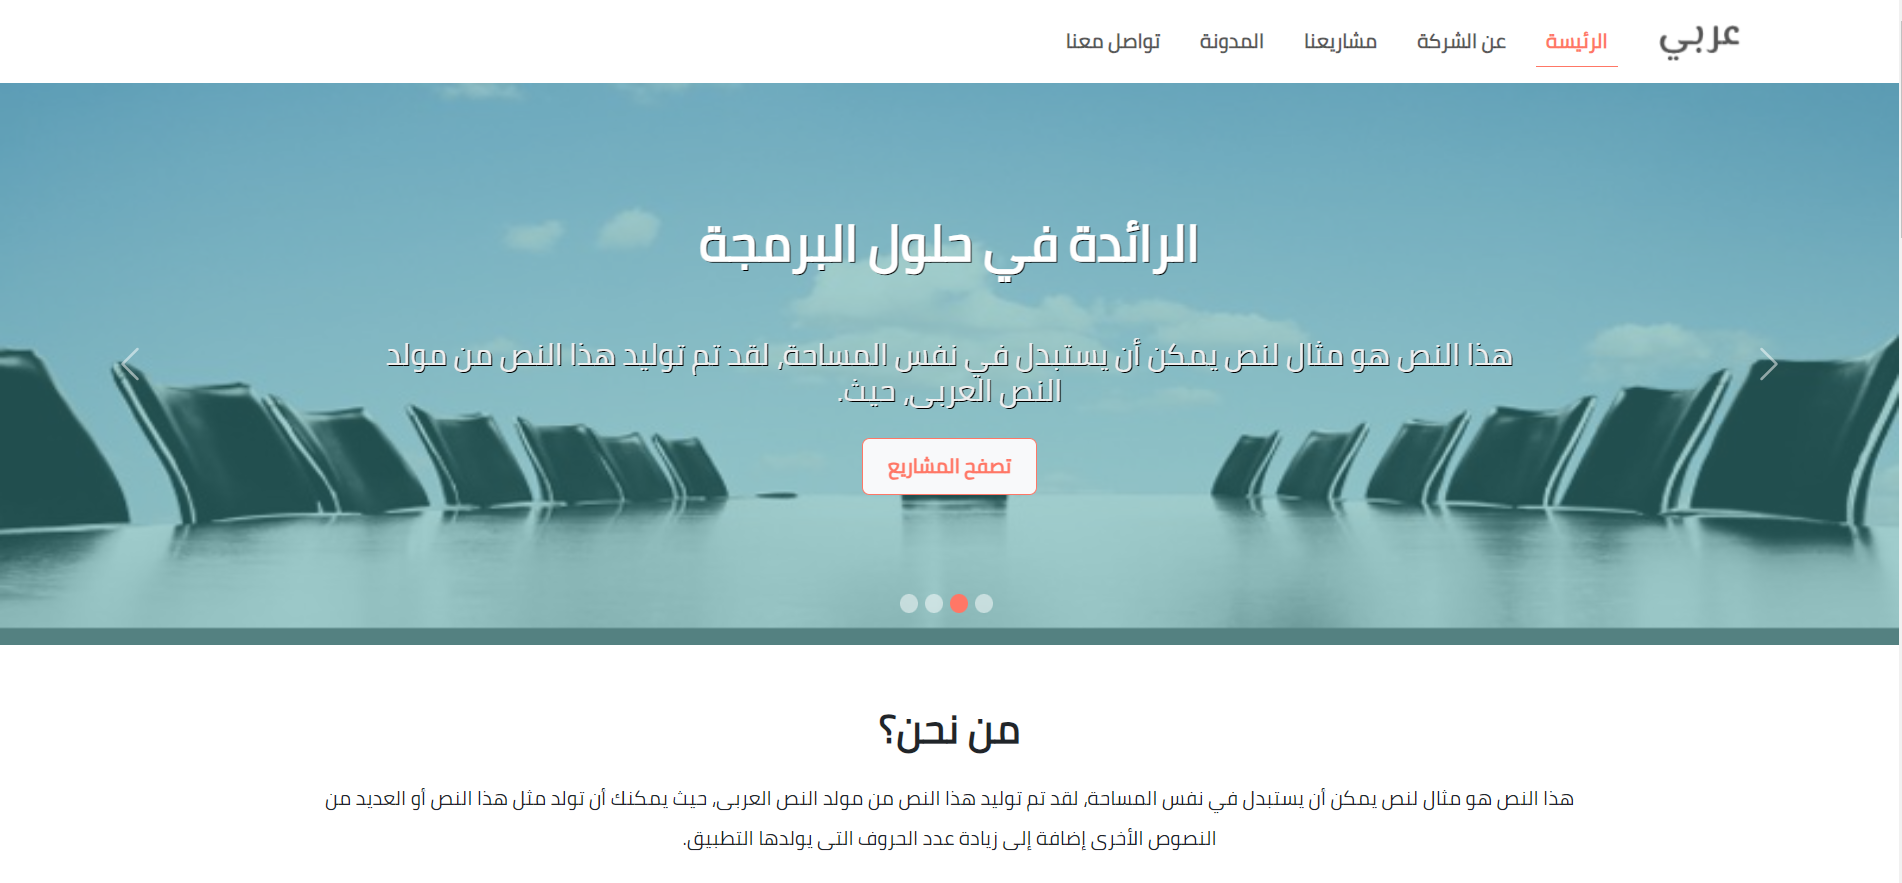 عربي
الرئيسة
عن الشركة
مشاريعنا
المدونة
تواصل معنا
الرائدة في حلول البرمجة
هذا النص هو مثال لنص يمكن أن يستبدل في نفس المساحة، لقد تم توليد هذا النص من مولد
النص العربى، حيث.
تصفح المشاريع
من نحن؟
هذا النص هو مثال لنص يمكن أن يستبدل في نفس المساحة، لقد تم توليد هذا النص من مولد النص العربى، حيث يمكنك أن تولد مثل هذا النص أو العديد من
النصوص الأخرى إضافة إلى زيادة عدد الحروف التى يولدها التطبيق.